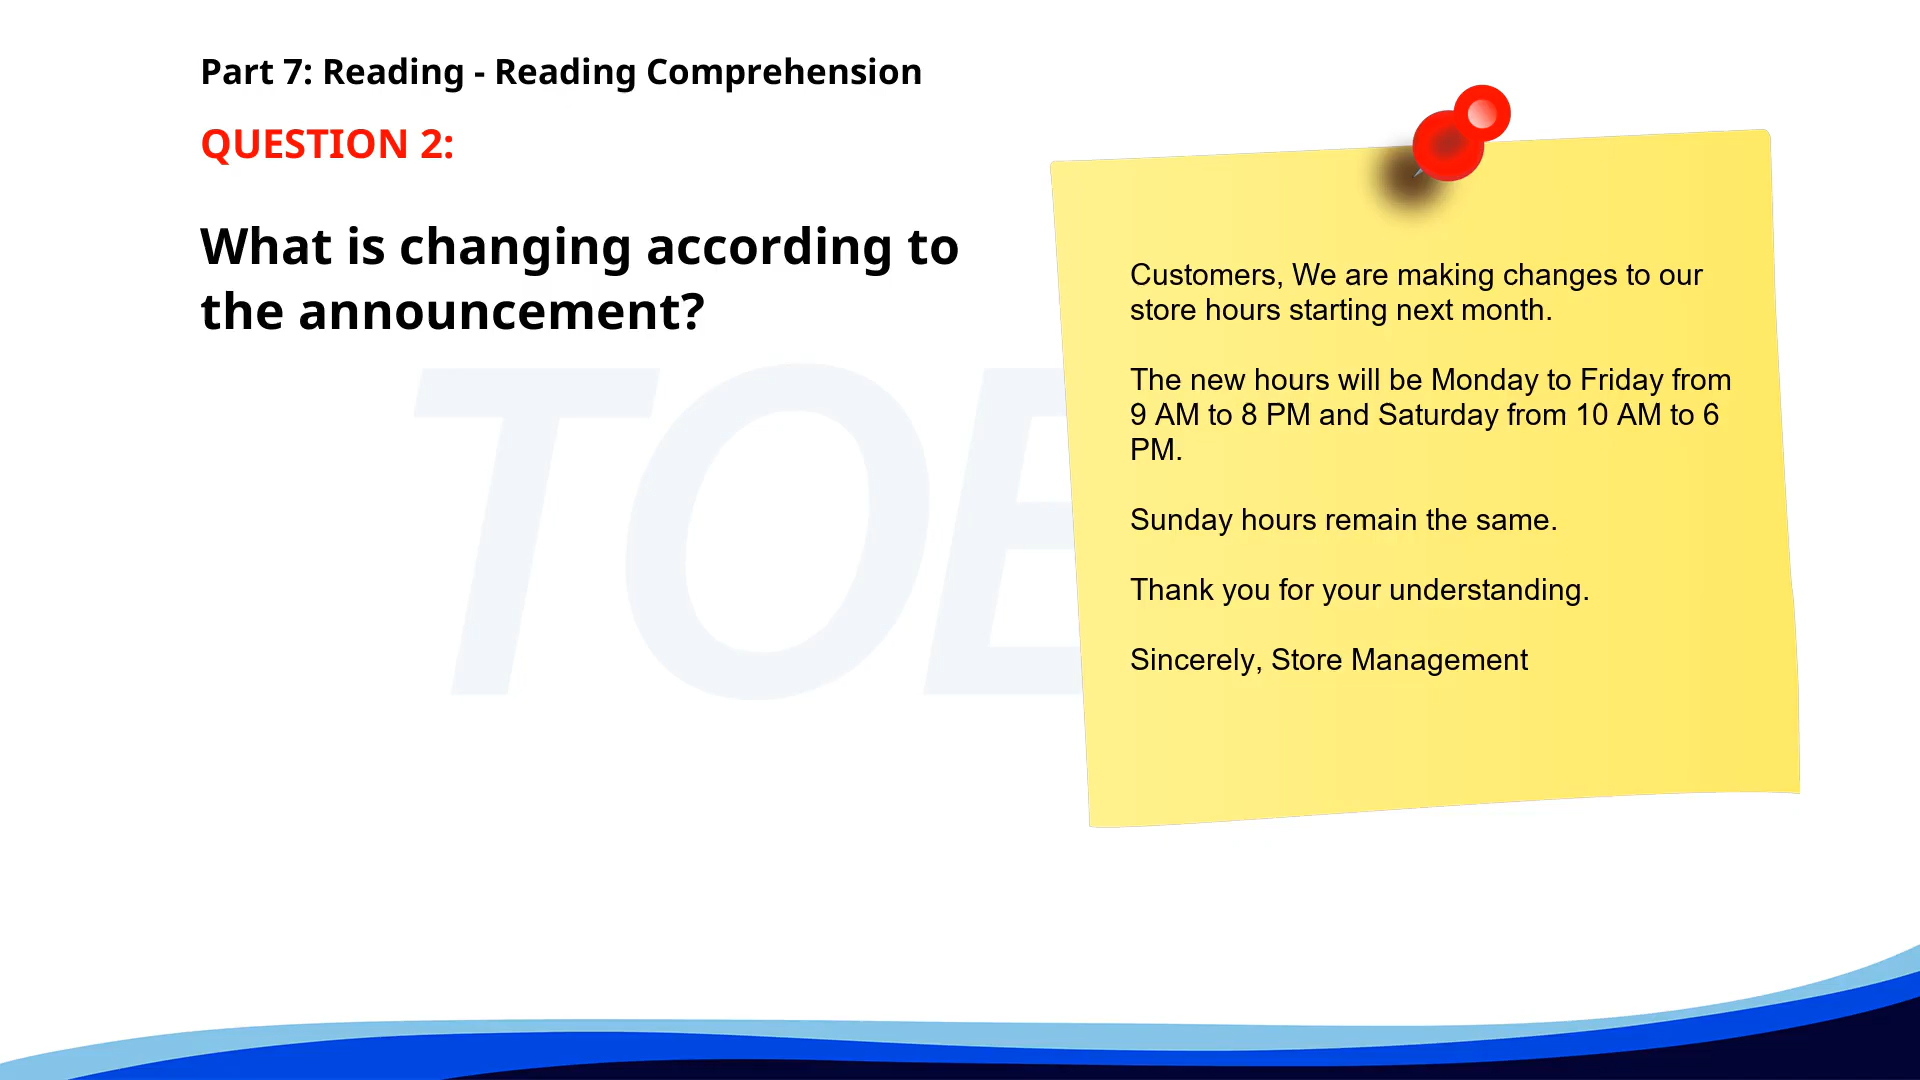 Part 7: Reading - Reading Comprehension
QUESTION 2:
What is changing according to
the announcement?
Customers, We are making changes to our
store hours starting next month.
The new hours will be Monday to Friday from
9 AM to 8 PM and Saturday from 10 AM to 6
PM.
Sunday hours remain the same.
Thank you for your understanding.
Sincerely, Store Management